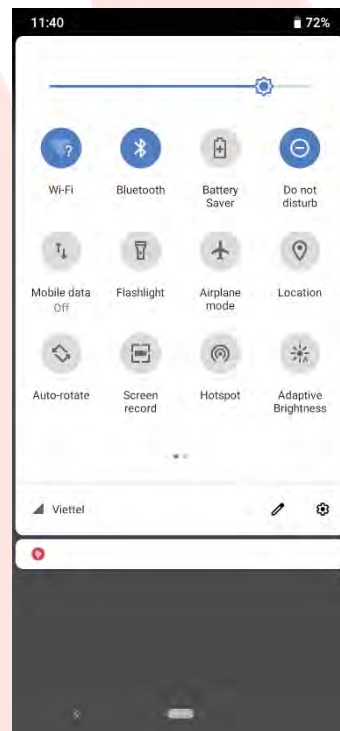 11:40 72%
?
Wi-Fi Bluetooth Battery Saver Do not disturb
Mobile data Off Flashlight Airplane mode Location
Auto-rotate Screen record Hotspot Adaptive Brightness
Viettel